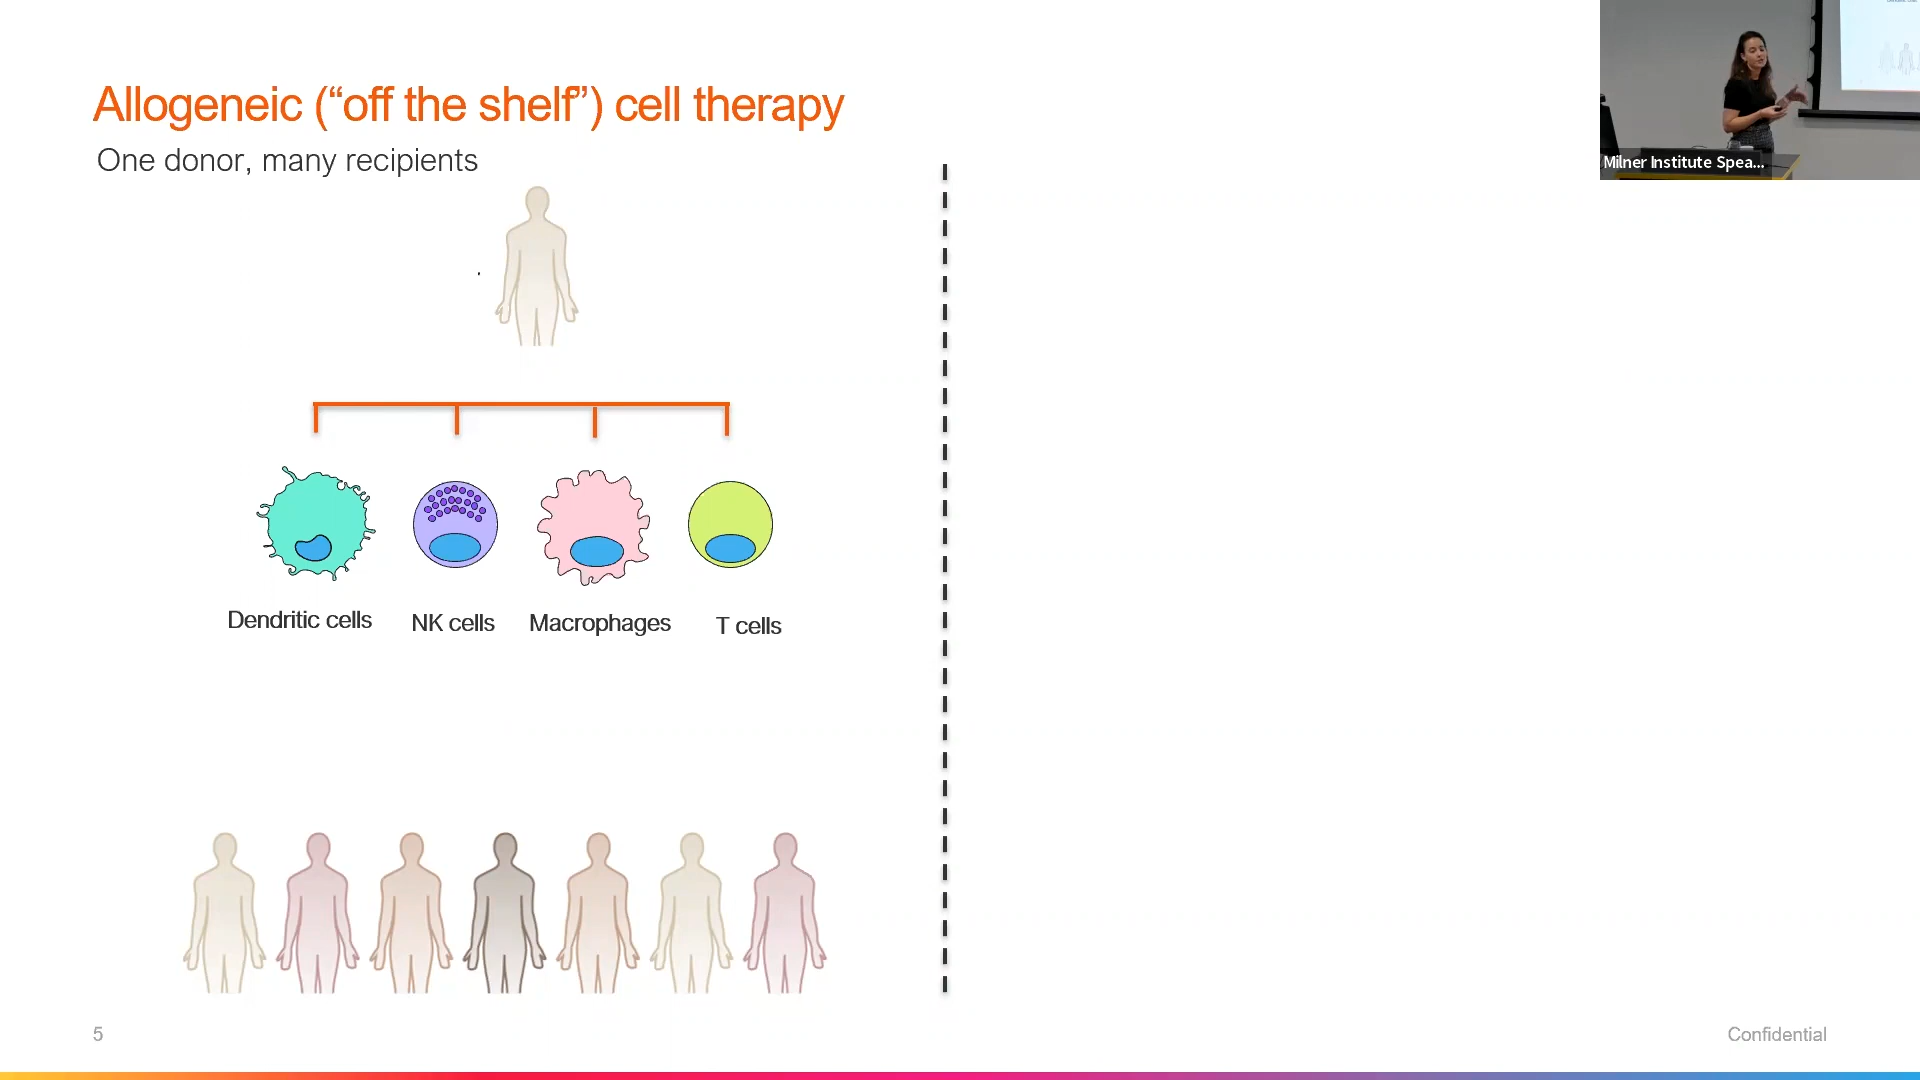 Allogeneic (“off the shelf”) cell therapy
One donor, many recipients
Milner Institute Spea...
Dendritic cells
NK cells
Macrophages
T cells
5
Confidential